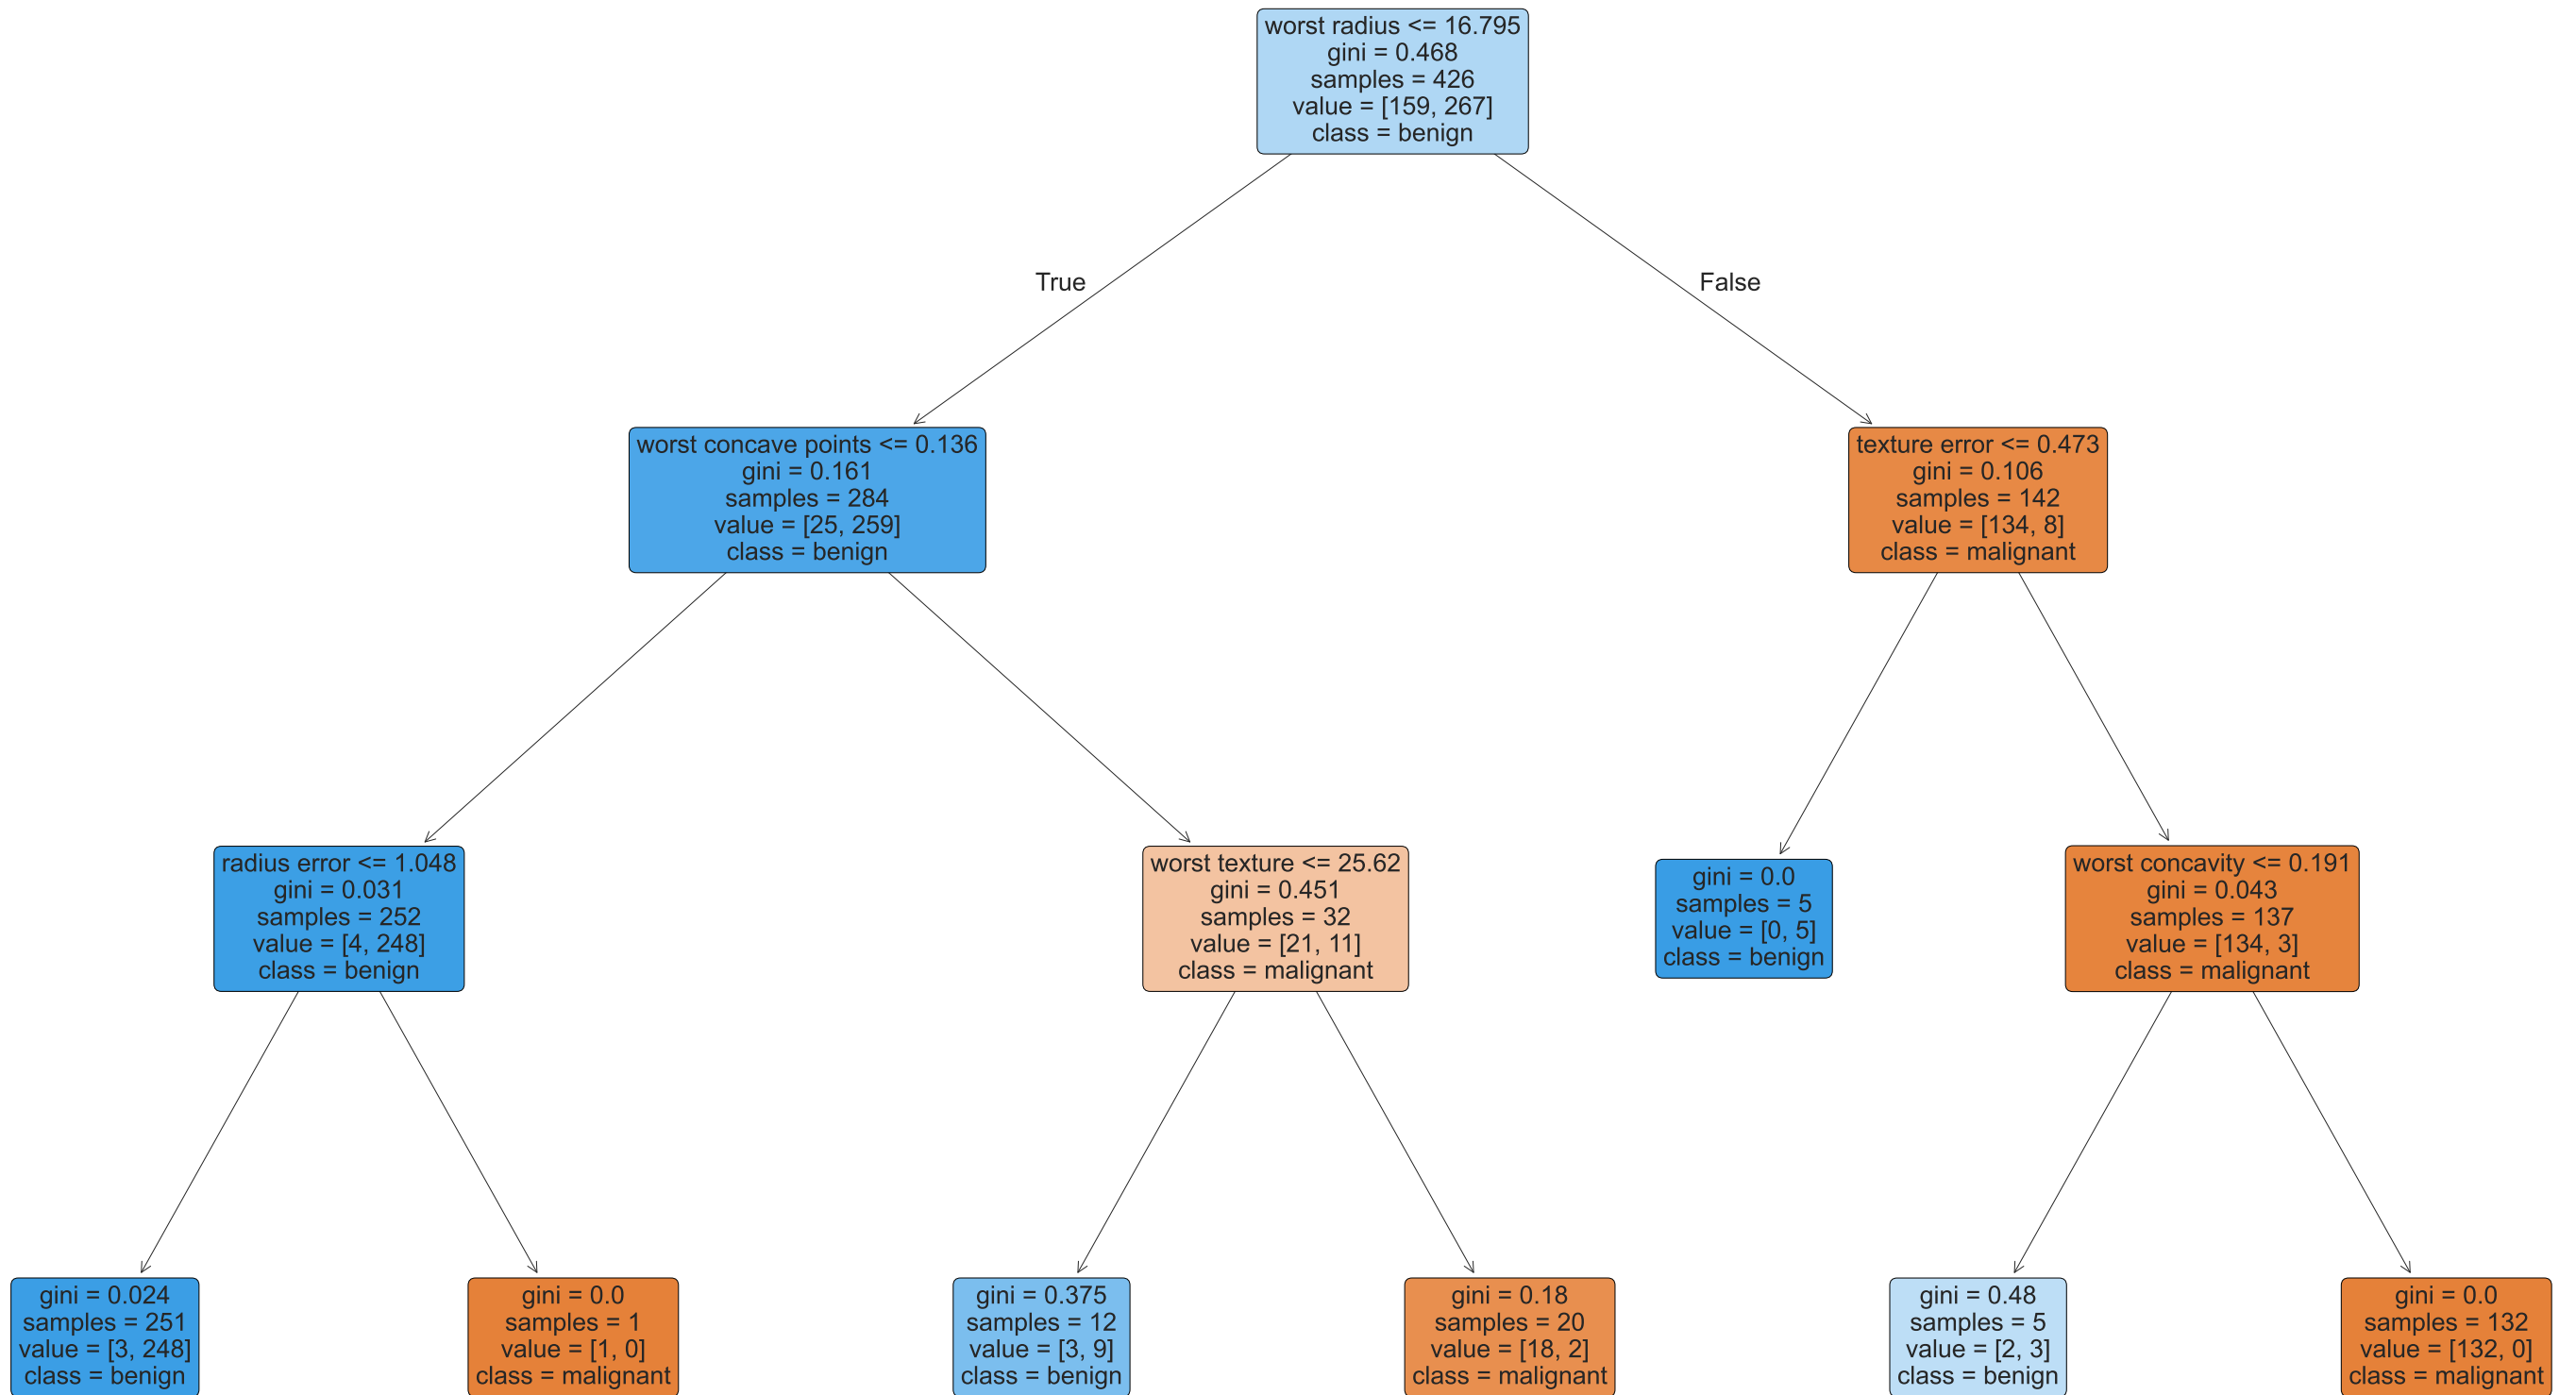 worst radius <= 16.795
gini = 0.468
samples = 426
value = [159, 267]
class = benign
True
False
worst concave points <= 0.136
gini = 0.161
samples = 284
value = [25, 259]
class = benign
texture error <= 0.473
gini = 0.106
samples = 142
value = [134, 8]
class = malignant
radius error <= 1.048
gini = 0.031
samples = 252
value = [4, 248]
class = benign
worst texture <= 25.62
gini = 0.451
samples = 32
value = [21, 11]
class = malignant
gini = 0.0
samples = 5
value = [0, 5]
class = benign
worst concavity <= 0.191
gini = 0.043
samples = 137
value = [134, 3]
class = malignant
gini = 0.024
samples = 251
value = [3, 248]
class = benign
gini = 0.0
samples = 1
value = [1, 0]
class = malignant
gini = 0.375
samples = 12
value = [3, 9]
class = benign
gini = 0.18
samples = 20
value = [18, 2]
class = malignant
gini = 0.48
samples = 5
value = [2, 3]
class = benign
gini = 0.0
samples = 132
value = [132, 0]
class = malignant